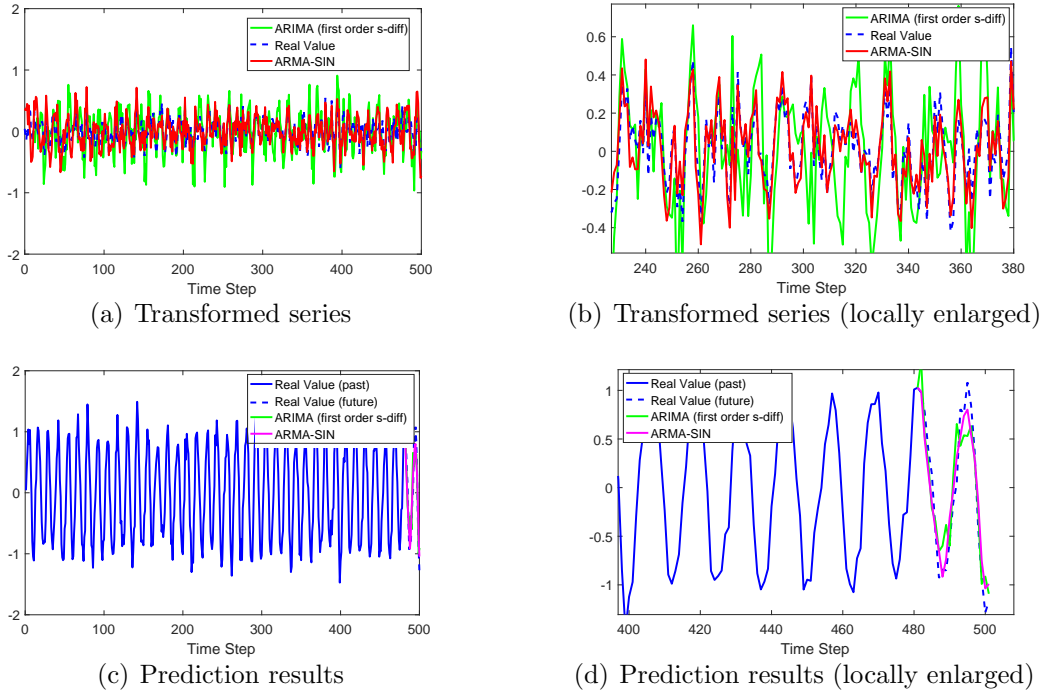 2
1
0
-1
-2
ARIMA (first order s-diff)
Real Value
ARMA-SIN
0 100 200 300 400 500
Time Step
(a) Transformed series
0.6
0.4
0.2
0
-0.2
-0.4
ARIMA (first order s-diff)
Real Value
ARMA-SIN
240 260 280 300 320 340 360 380
Time Step
(b) Transformed series (locally enlarged)
2
1
0
-1
-2
Real Value (past)
Real Value (future)
ARIMA (first order s-diff)
ARMA-SIN
0 100 200 300 400 500
Time Step
(c) Prediction results
1
0.5
0
-0.5
-1
Real Value (past)
Real Value (future)
ARIMA (first order s-diff)
ARMA-SIN
400 420 440 460 480 500
Time Step
(d) Prediction results (locally enlarged)